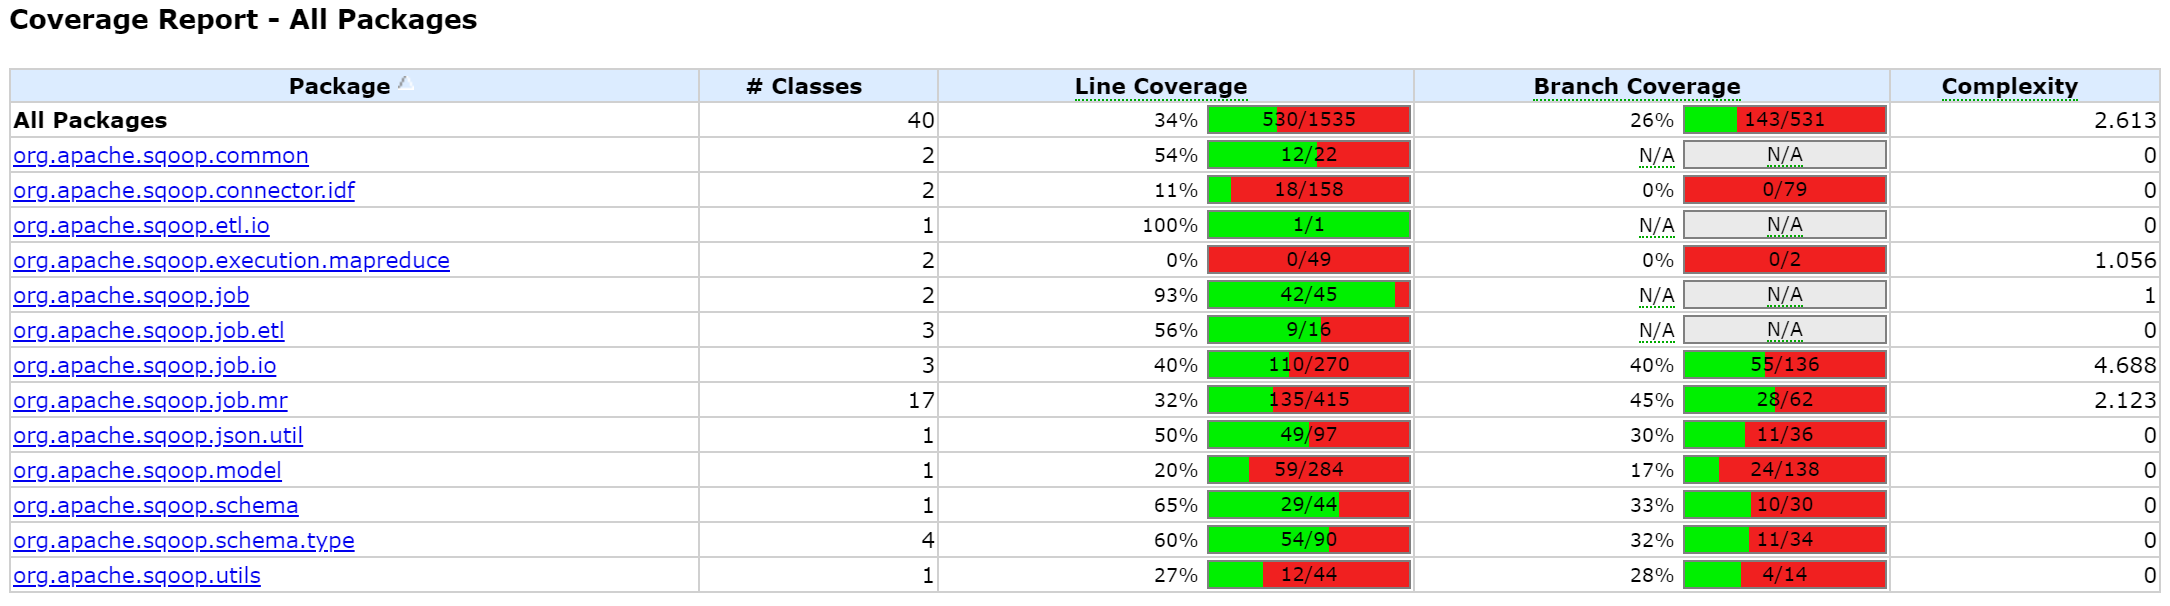 Coverage Report - All Packages
Package # Classes Line Coverage Branch Coverage Complexity
All Packages 40 34% 530/1535 26% 143/531 2.613
org.apache.sqoop.common 2 54% 12/22 N/A N/A 0
org.apache.sqoop.connector.idf 2 11% 18/158 0% 0/79 0
org.apache.sqoop.etl.io 1 100% 1/1 N/A N/A 0
org.apache.sqoop.execution.mapreduce 2 0% 0/49 0% 0/2 1.056
org.apache.sqoop.job 2 93% 42/45 N/A N/A 1
org.apache.sqoop.job.etl 3 56% 9/16 N/A N/A 0
org.apache.sqoop.job.io 3 40% 110/270 40% 55/136 4.688
org.apache.sqoop.job.mr 17 32% 135/415 45% 28/62 2.123
org.apache.sqoop.json.util 1 50% 49/97 30% 11/36 0
org.apache.sqoop.model 1 20% 59/284 17% 24/138 0
org.apache.sqoop.schema 1 65% 29/44 33% 10/30 0
org.apache.sqoop.schema.type 4 60% 54/90 32% 11/34 0
org.apache.sqoop.utils 1 27% 12/44 28% 4/14 0